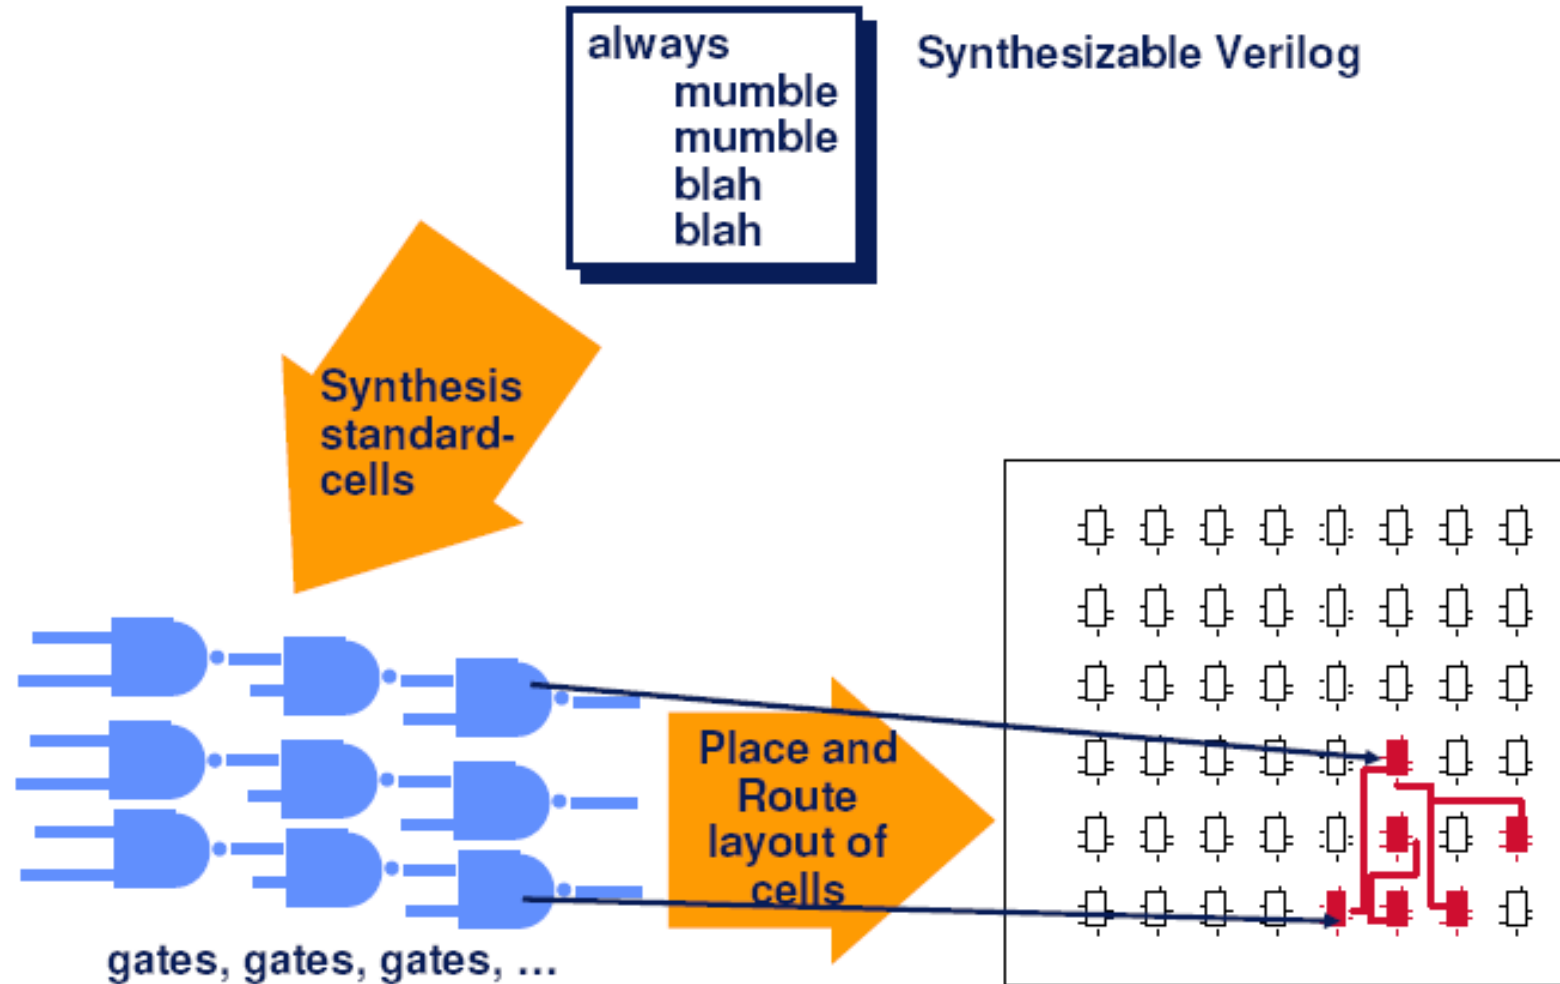 always
mumble
mumble
blah
blah
Synthesizable Verilog
Synthesis
standard-
cells
Place and
Route
layout of
cells
gates, gates, gates, ...